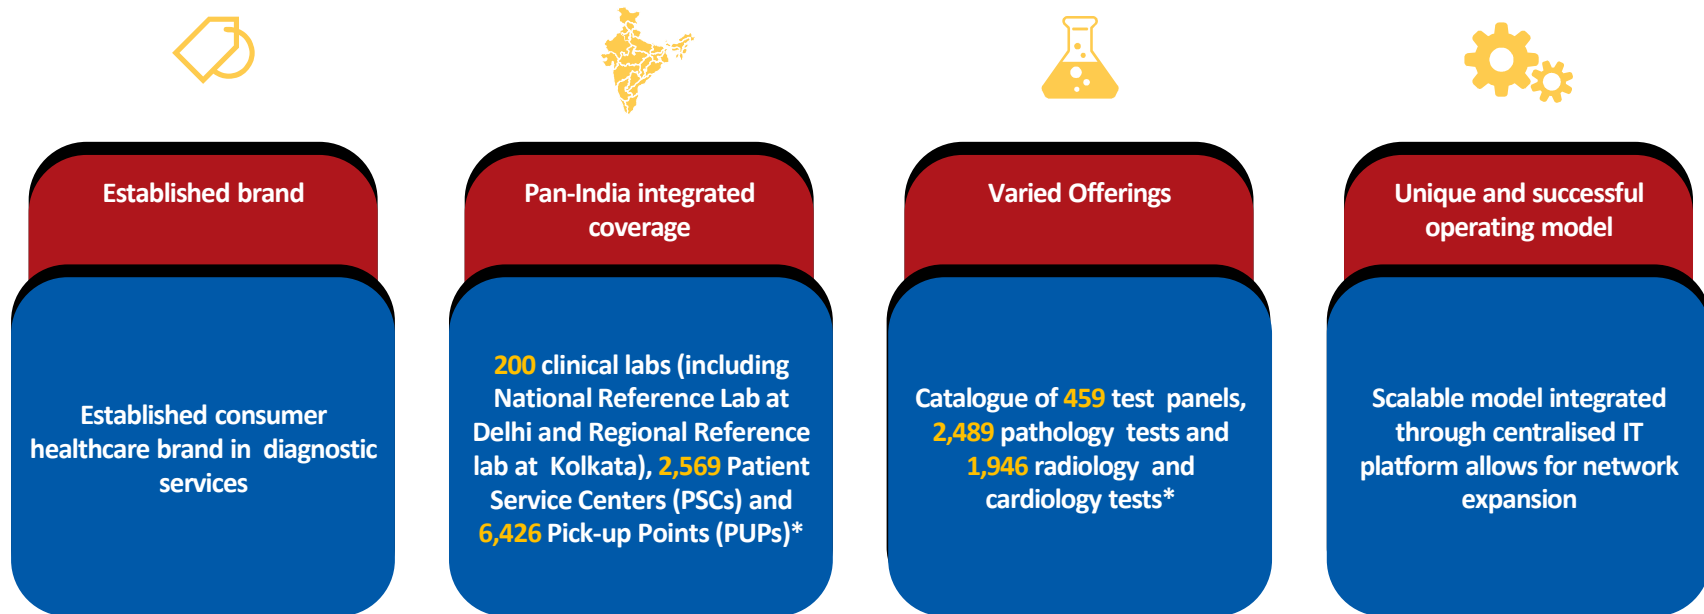 Established brand
Established consumer
healthcare brand in diagnostic
services
Pan-India integrated
coverage
200 clinical labs (including
National Reference Lab at
Delhi and Regional Reference
lab at Kolkata), 2,569 Patient
Service Centers (PSCs) and
6,426 Pick-up Points (PUPs)*
Varied Offerings
Catalogue of 459 test panels,
2,489 pathology tests and
1,946 radiology and
cardiology tests*
Unique and successful
operating model
Scalable model integrated
through centralised IT
platform allows for network
expansion